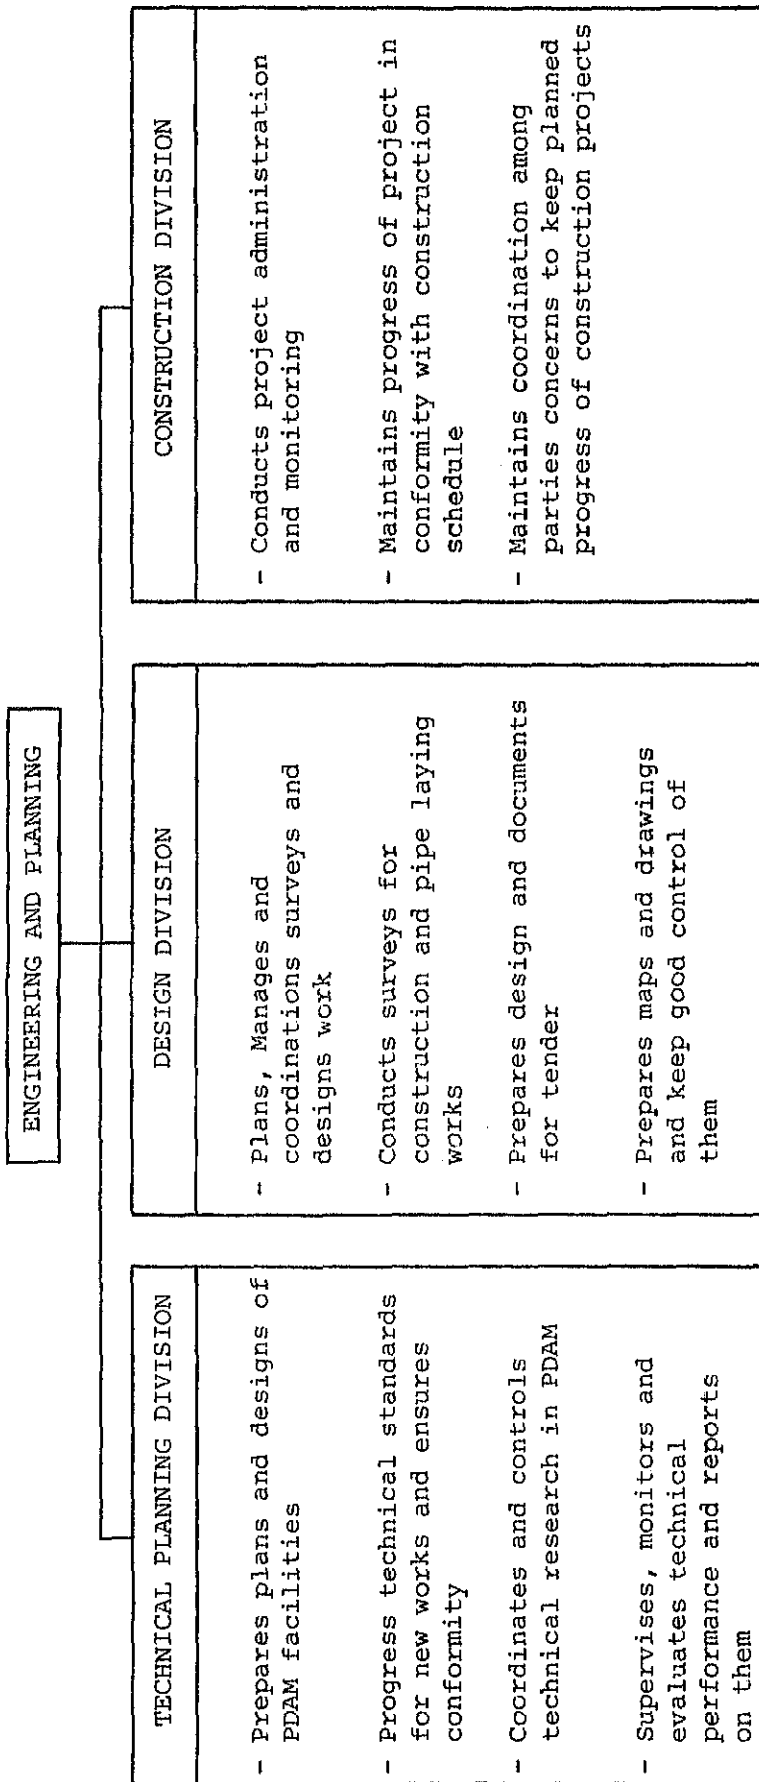 ENGINEERING AND PLANNING
TECHNICAL PLANNING DIVISION
- Prepares plans and designs of
PDAM facilities
- Progress technical standards
for new works and ensures
conformity
- Coordinates and controls
technical research in PDAM
- Supervises, monitors and
evaluates technical
performance and reports
on them
DESIGN DIVISION
- Plans, Manages and
coordinations surveys and
designs work
- Conducts surveys for
construction and pipe laying
works
- Prepares design and documents
for tender
- Prepares maps and drawings
and keep good control of
them
CONSTRUCTION DIVISION
- Conducts project administration
and monitoring
- Maintains progress of project in
conformity with construction
schedule
- Maintains coordination among
parties concerns to keep planned
progress of construction projects